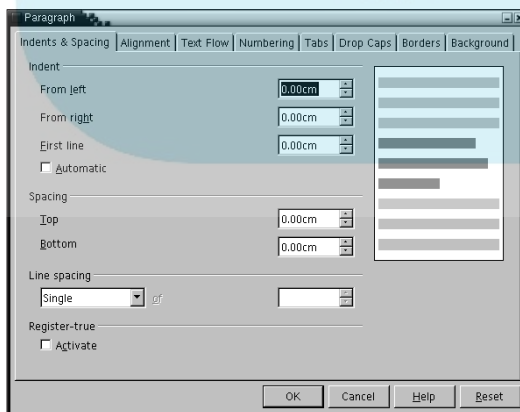 Paragraph
Indents & Spacing Alignment Text Flow Numbering Tabs Drop Caps Borders Background
Indent
From left 0.00cm
From right 0.00cm
First line 0.00cm
Automatic
Spacing
Top 0.00cm
Bottom 0.00cm
Line spacing
Single of
Register-true
Activate
OK Cancel Help Reset